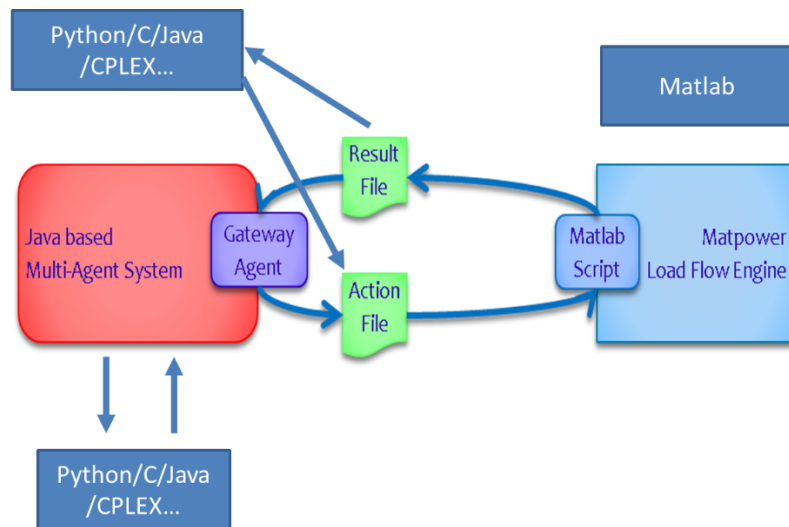 Python/C/Java
/CPLEX...
Matlab
Result
File
Java based
Multi-Agent System
Gateway
Agent
Matlab
Script
Matpower
Load Flow Engine
Action
File
Python/C/Java
/CPLEX...